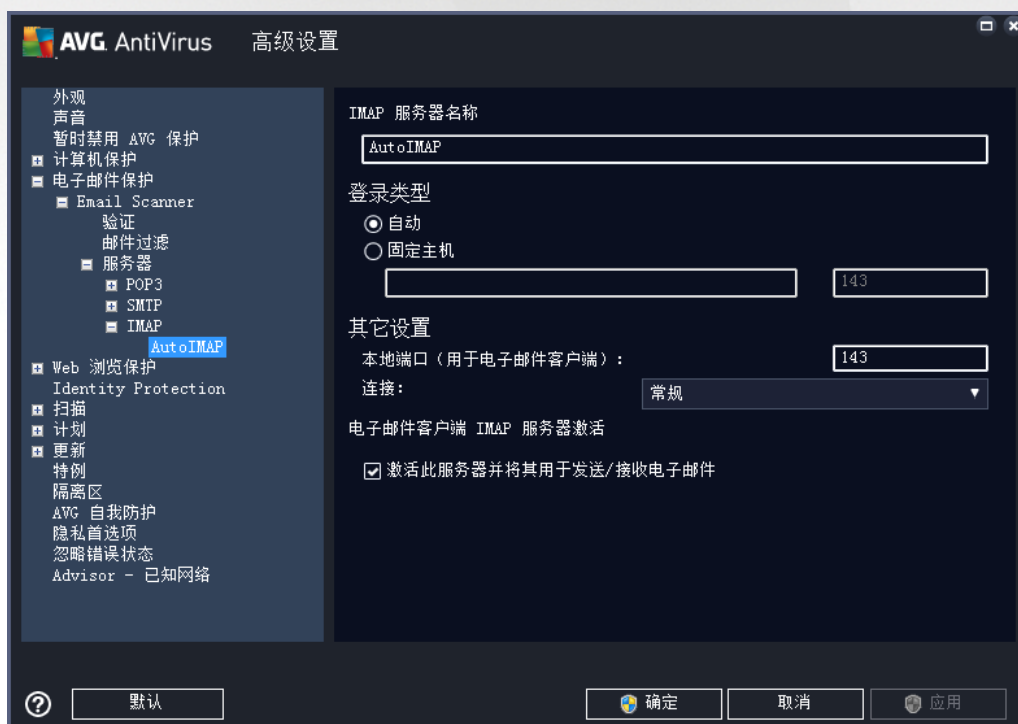 AVG. AntiVirus 高级设置
外观
声音
暂时禁用 AVG 保护
计算机保护
电子邮件保护
Email Scanner
验证
邮件过滤
服务器
POP3
SMTP
IMAP
AutoIMAP
Web 浏览保护
Identity Protection
扫描
计划
更新
特例
隔离区
AVG 自我防护
隐私首选项
忽略错误状态
Advisor - 已知网络
IMAP 服务器名称
AutoIMAP
登录类型
自动
固定主机
143
其它设置
本地端口（用于电子邮件客户端）: 143
连接: 常规
电子邮件客户端 IMAP 服务器激活
激活此服务器并将其用于发送/接收电子邮件
默认 确定 取消 应用